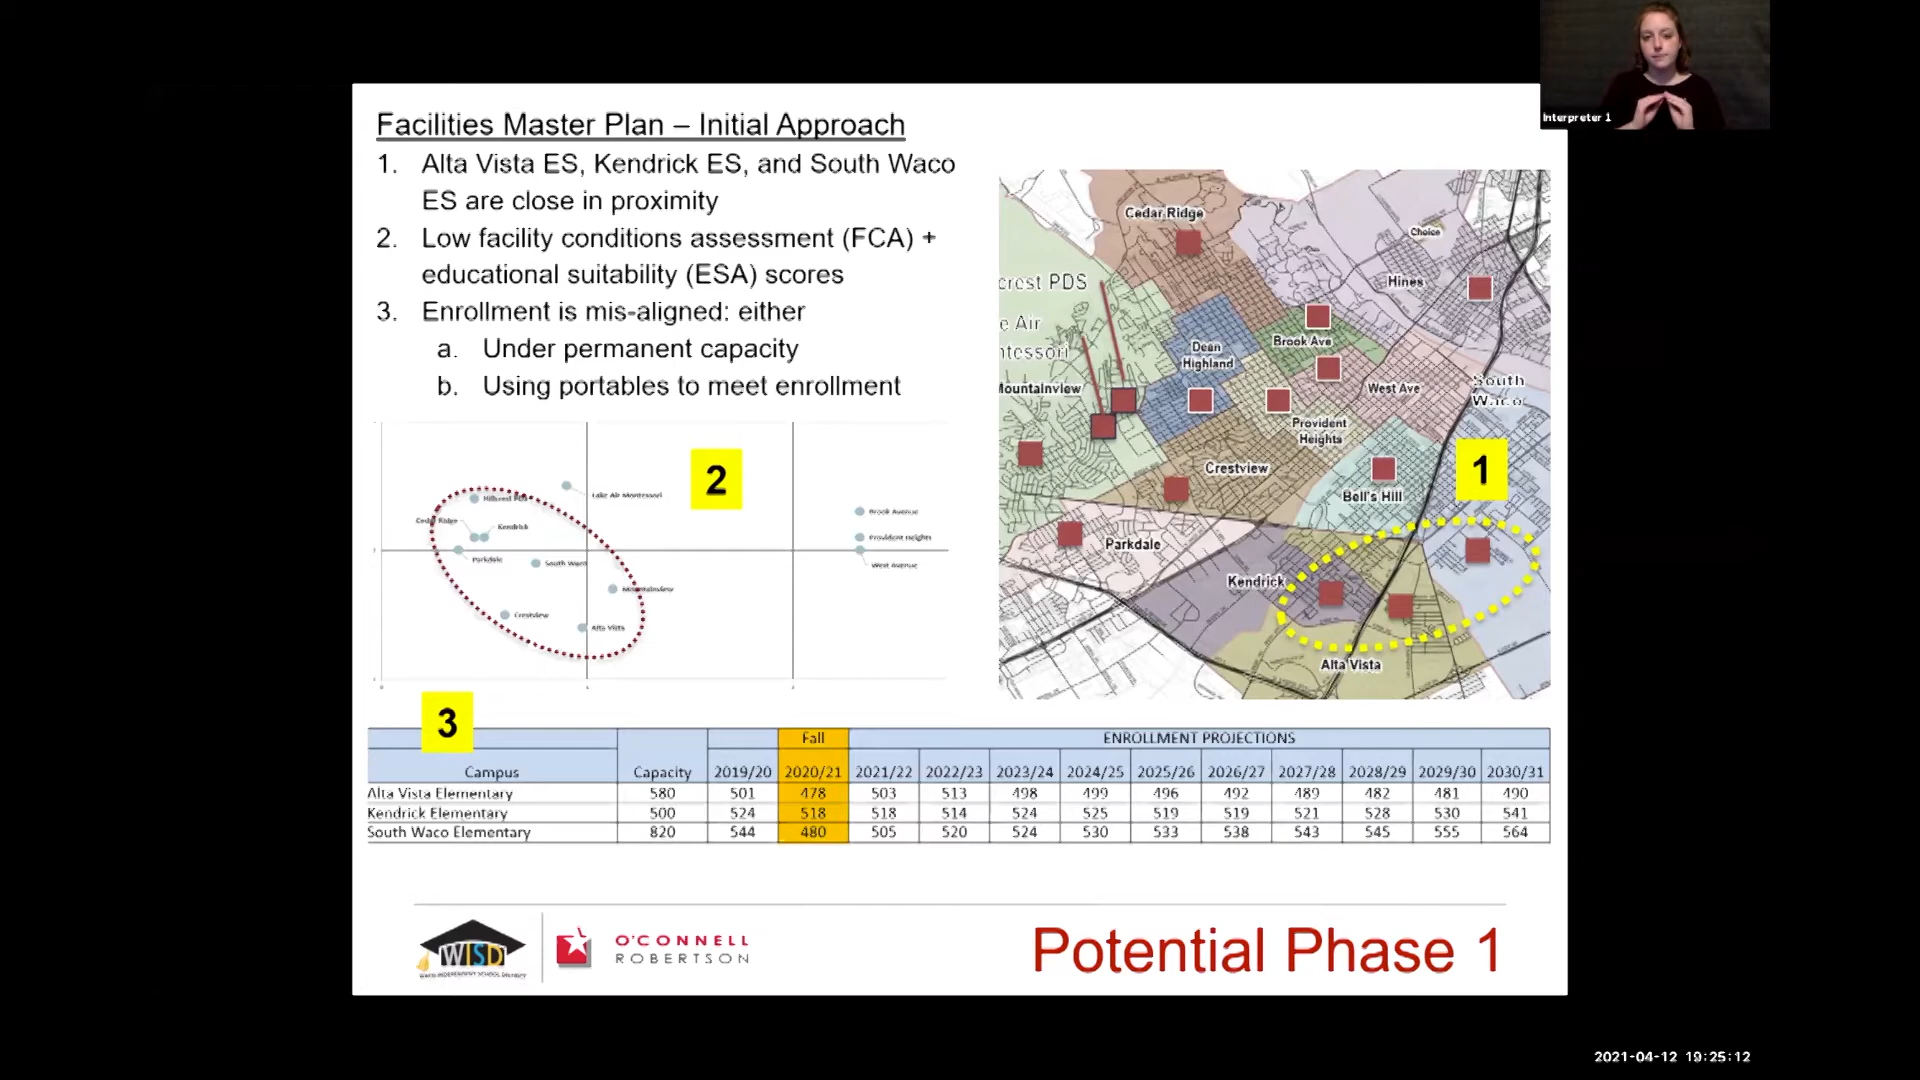 Interpreter 1
Facilities Master Plan – Initial Approach
1. Alta Vista ES, Kendrick ES, and South Waco
ES are close in proximity
2. Low facility conditions assessment (FCA) +
educational suitability (ESA) scores
3. Enrollment is mis-aligned: either
a. Under permanent capacity
b. Using portables to meet enrollment
2
Hillcrest PDS
Lake Air Montessori
Cedar Ridge
Kendrick
Parkdale
South Waco
Mountainview
Crestview
Alta Vista
Brook Avenue
Provident Heights
West Avenue
Cedar Ridge
Choice
Hines
crest PDS
e Air
ntessori
Mountainview
Dean
Highland
Brook Ave
West Ave
South
Waco
Provident
Heights
Crestview
1
Bell's Hill
Parkdale
Kendrick
Alta Vista
3
Fall ENROLLMENT PROJECTIONS
Campus Capacity 2019/20 2020/21 2021/22 2022/23 2023/24 2024/25 2025/26 2026/27 2027/28 2028/29 2029/30 2030/31
Alta Vista Elementary 580 501 478 503 513 498 499 496 492 489 482 481 490
Kendrick Elementary 500 524 518 518 514 524 525 519 519 521 528 530 541
South Waco Elementary 820 544 480 505 520 524 530 533 538 543 545 555 564
WISD
WACO INDEPENDENT SCHOOL DISTRICT
O'CONNELL
ROBERTSON
Potential Phase 1
2021-04-12 19:25:12